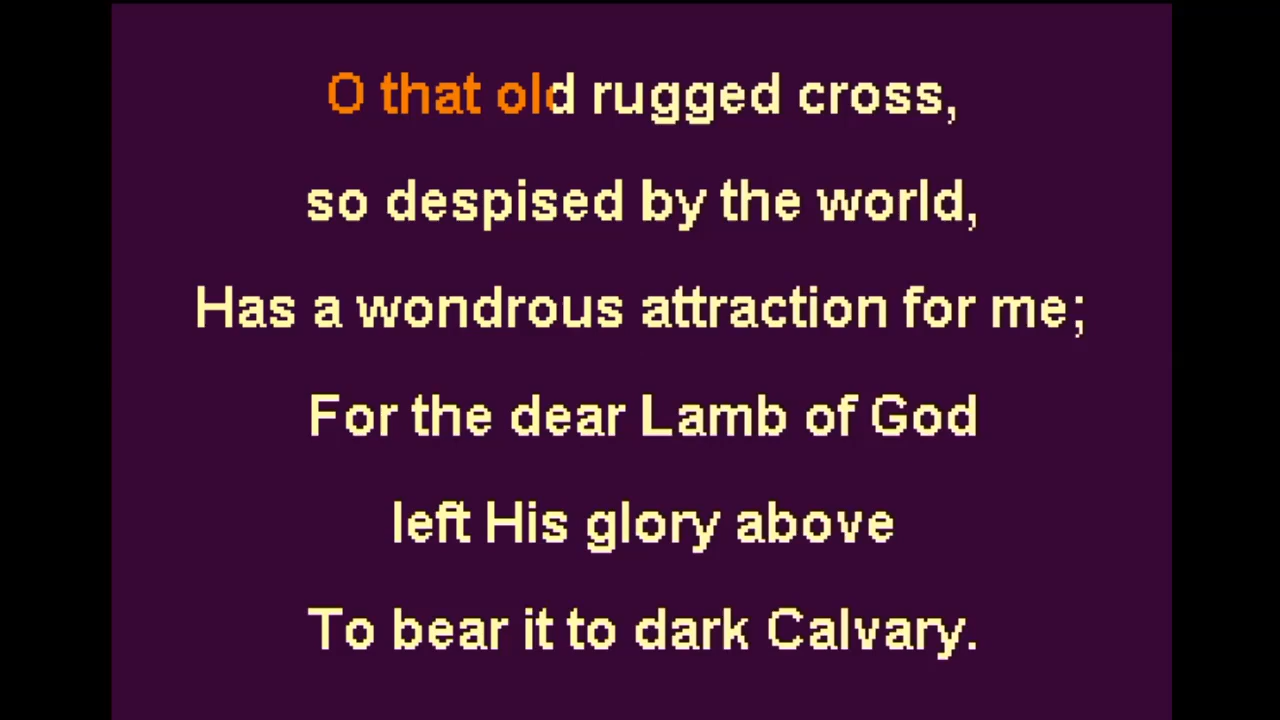 O that old rugged cross,
so despised by the world,
Has a wondrous attraction for me;
For the dear Lamb of God
left His glory above
To bear it to dark Calvary.